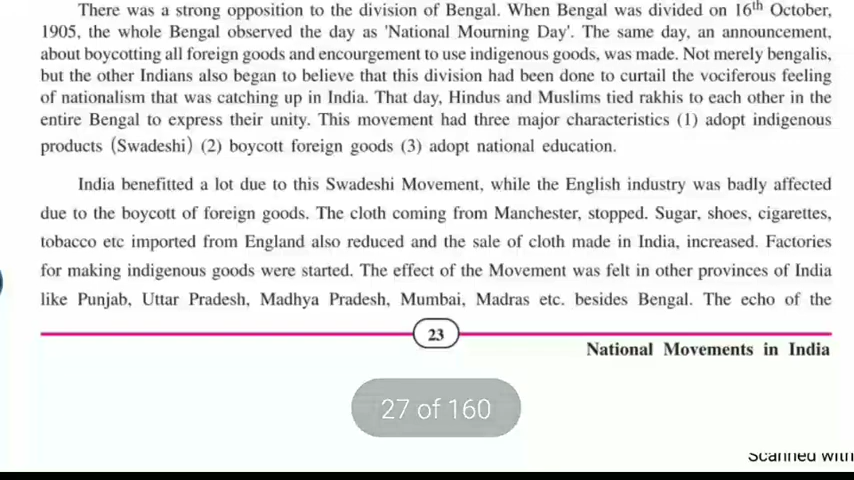 There was a strong opposition to the division of Bengal. When Bengal was divided on 16th October,
1905, the whole Bengal observed the day as 'National Mourning Day'. The same day, an announcement,
about boycotting all foreign goods and encourgement to use indigenous goods, was made. Not merely bengalis,
but the other Indians also began to believe that this division had been done to curtail the vociferous feeling
of nationalism that was catching up in India. That day, Hindus and Muslims tied rakhis to each other in the
entire Bengal to express their unity. This movement had three major characteristics (1) adopt indigenous
products (Swadeshi) (2) boycott foreign goods (3) adopt national education.
India benefitted a lot due to this Swadeshi Movement, while the English industry was badly affected
due to the boycott of foreign goods. The cloth coming from Manchester, stopped. Sugar, shoes, cigarettes,
tobacco etc imported from England also reduced and the sale of cloth made in India, increased. Factories
for making indigenous goods were started. The effect of the Movement was felt in other provinces of India
like Punjab, Uttar Pradesh, Madhya Pradesh, Mumbai, Madras etc. besides Bengal. The echo of the
23
National Movements in India
27 of 160
Scanned with